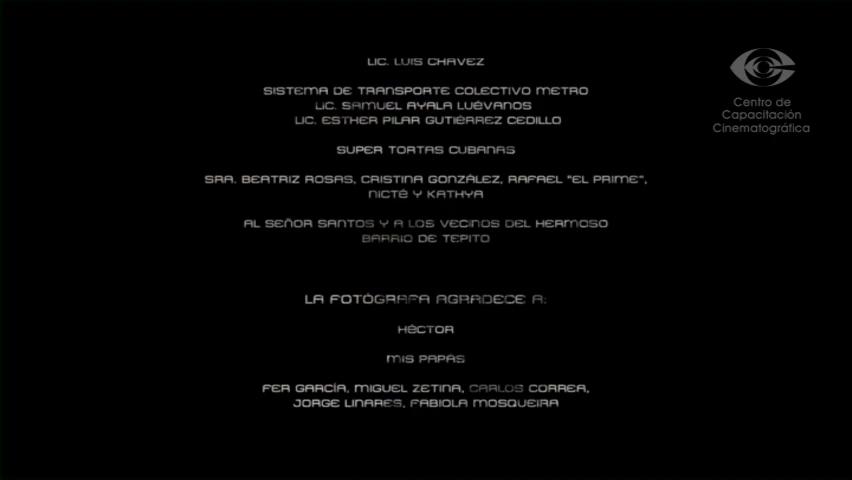 LIC. LUIS CHÁVEZ
SISTEMA DE TRANSPORTE COLECTIVO METRO
LIC. SAMUEL AYALA LUÉVANOS
LIC. ESTHER PILAR GUTIÉRREZ CEDILLO
SUPER TORTAS CUBANAS
SRA. BEATRIZ ROSAS, CRISTINA GONZÁLEZ, RAFAEL "EL PRIME",
NICTÉ Y KATHYA
AL SEÑOR SANTOS Y A LOS VECINOS DEL HERMOSO
BARRIO DE TEPITO
LA FOTÓGRAFA AGRADECE A:
HÉCTOR
MIS PAPÁS
FER GARCÍA, MIGUEL ZETINA, CARLOS CORREA,
JORGE LINARES, FABIOLA MOSQUEIRA
Centro de
Capacitación
Cinematográfica